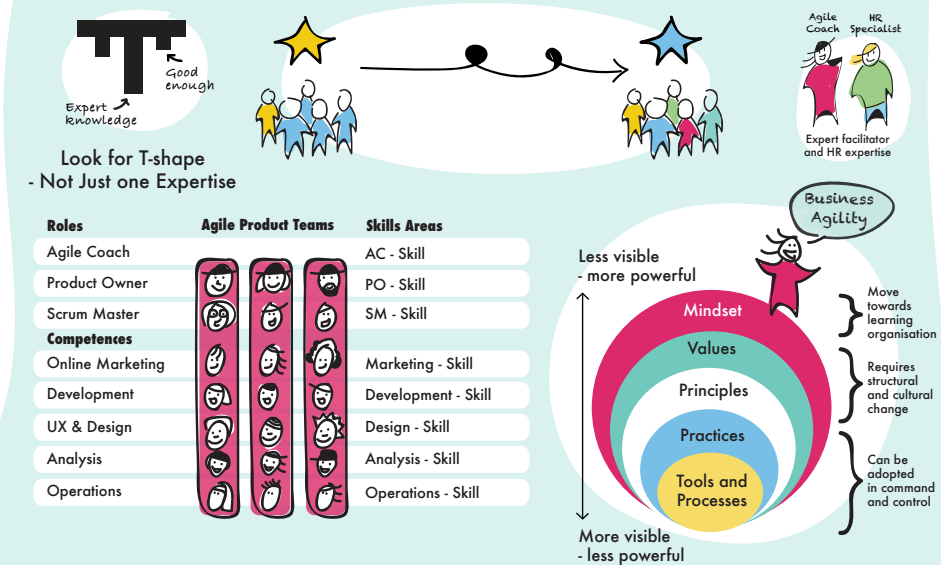 Good
enough
Expert
knowledge
Look for T-shape
- Not Just one Expertise
Agile
Coach
HR
Specialist
Expert facilitator
and HR expertise
Roles
Agile Product Teams
Skills Areas
Agile Coach
AC - Skill
Product Owner
PO - Skill
Scrum Master
SM - Skill
Competences
Online Marketing
Marketing - Skill
Development
Development - Skill
UX & Design
Design - Skill
Analysis
Analysis - Skill
Operations
Operations - Skill
Business
Agility
Less visible
- more powerful
Mindset
Values
Principles
Practices
Tools and
Processes
More visible
- less powerful
Move
towards
learning
organisation
Requires
structural
and cultural
change
Can be
adopted
in command
and control